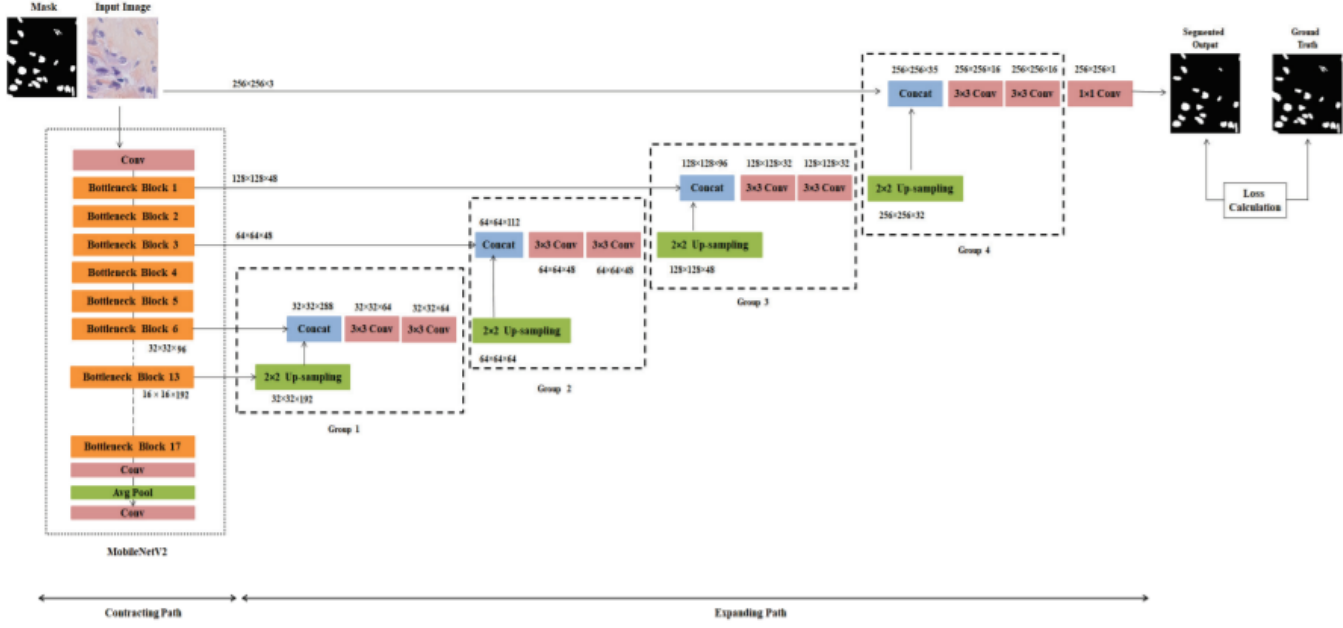 Mask
Input Image
256×256×3
Conv
Bottleneck Block 1
128×128×48
Bottleneck Block 2
Bottleneck Block 3
64×64×48
Bottleneck Block 4
Bottleneck Block 5
Bottleneck Block 6
32×32×96
Bottleneck Block 13
16 × 16 ×192
Bottleneck Block 17
Conv
Avg Pool
Conv
MobileNetV2
32×32×288
32×32×64
32×32×64
Concat
3×3 Conv
3×3 Conv
2×2 Up-sampling
32×32×192
Group 1
64×64×112
Concat
3×3 Conv
3×3 Conv
64×64×48
64×64×48
2×2 Up-sampling
64×64×64
Group 2
128×128×96
128×128×32
128×128×32
Concat
3×3 Conv
3×3 Conv
2×2 Up-sampling
128×128×48
Group 3
256×256×35
256×256×16
256×256×16
256×256×1
Concat
3×3 Conv
3×3 Conv
1×1 Conv
2×2 Up-sampling
256×256×32
Group 4
Segmented
Output
Ground
Truth
Loss
Calculation
Contracting Path
Expanding Path